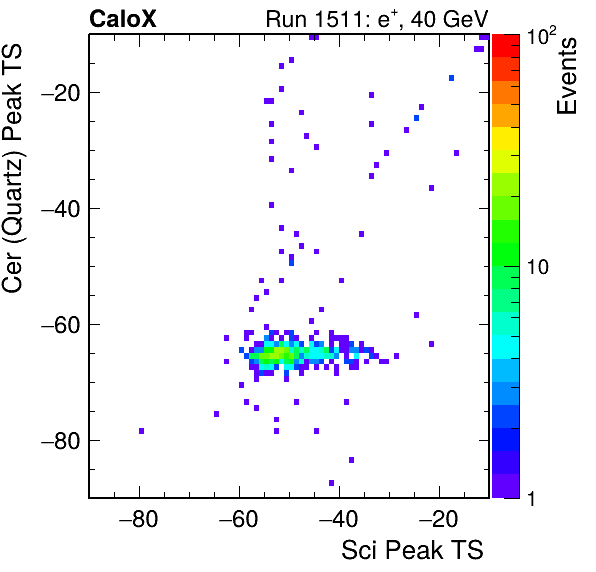 CaloX
Run 1511: e+, 40 GeV
Cer (Quartz) Peak TS
−20
−40
−60
−80
−80
−60
−40
−20
Sci Peak TS
10²
10
1
Events